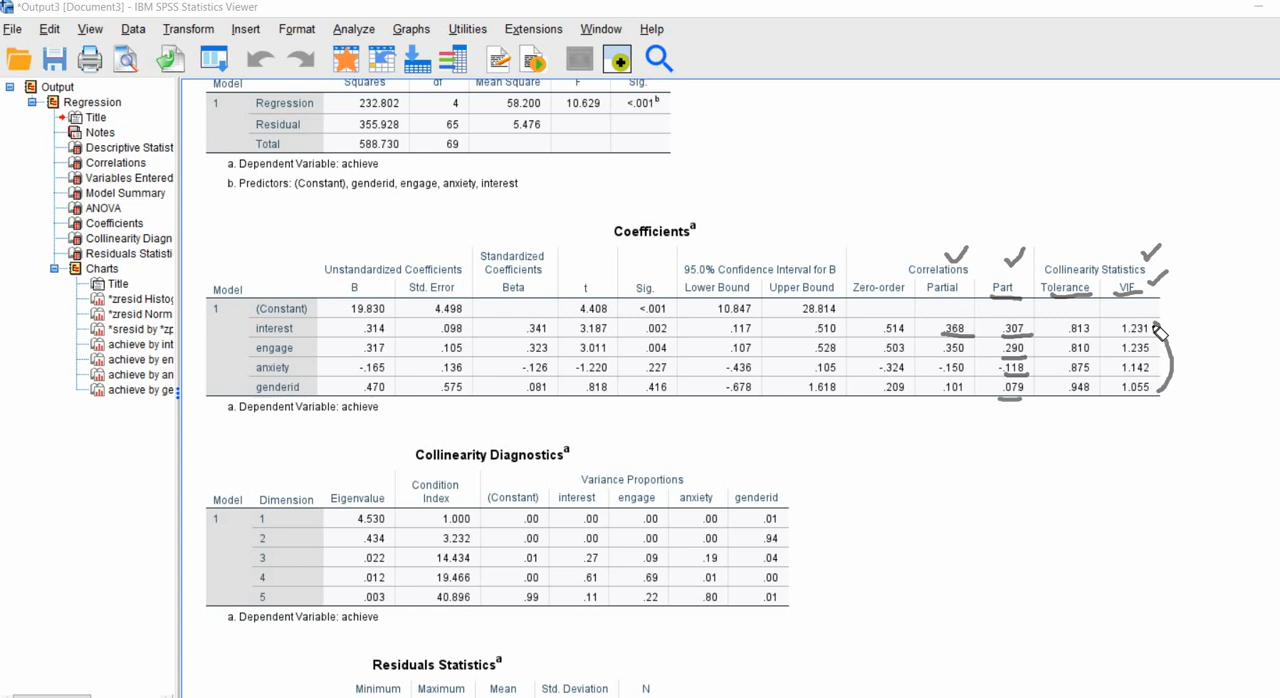 *Output3 [Document3] - IBM SPSS Statistics Viewer
File Edit View Data Transform Insert Format Analyze Graphs Utilities Extensions Window Help
Output
Regression
Title
Notes
Descriptive Statist
Correlations
Variables Entered
Model Summary
ANOVA
Coefficients
Collinearity Diagn
Residuals Statisti
Charts
Title
*zresid Histog
*zresid Norm
*sresid by *zp
achieve by int
achieve by en
achieve by an
achieve by ge
Model Squares df Mean Square F Sig.
1 Regression 232.802 4 58.200 10.629 <.001b
Residual 355.928 65 5.476
Total 588.730 69
a. Dependent Variable: achieve
b. Predictors: (Constant), genderid, engage, anxiety, interest
Coefficientsa
Standardized
Unstandardized Coefficients Coefficients 95.0% Confidence Interval for B Correlations Collinearity Statistics
Model B Std. Error Beta t Sig. Lower Bound Upper Bound Zero-order Partial Part Tolerance VIF
1 (Constant) 19.830 4.498 4.408 <.001 10.847 28.814
interest .314 .098 .341 3.187 .002 .117 .510 .514 .368 .307 .813 1.231
engage .317 .105 .323 3.011 .004 .107 .528 .503 .350 .290 .810 1.235
anxiety -.165 .136 -.126 -1.220 .227 -.436 .105 -.324 -.150 -.118 .875 1.142
genderid .470 .575 .081 .818 .416 -.678 1.618 .209 .101 .079 .948 1.055
a. Dependent Variable: achieve
Collinearity Diagnosticsa
Condition Variance Proportions
Model Dimension Eigenvalue Index (Constant) interest engage anxiety genderid
1 1 4.530 1.000 .00 .00 .00 .00 .01
2 .434 3.232 .00 .00 .00 .00 .94
3 .022 14.434 .01 .27 .09 .19 .04
4 .012 19.466 .00 .61 .69 .01 .00
5 .003 40.896 .99 .11 .22 .80 .01
a. Dependent Variable: achieve
Residuals Statisticsa
Minimum Maximum Mean Std. Deviation N